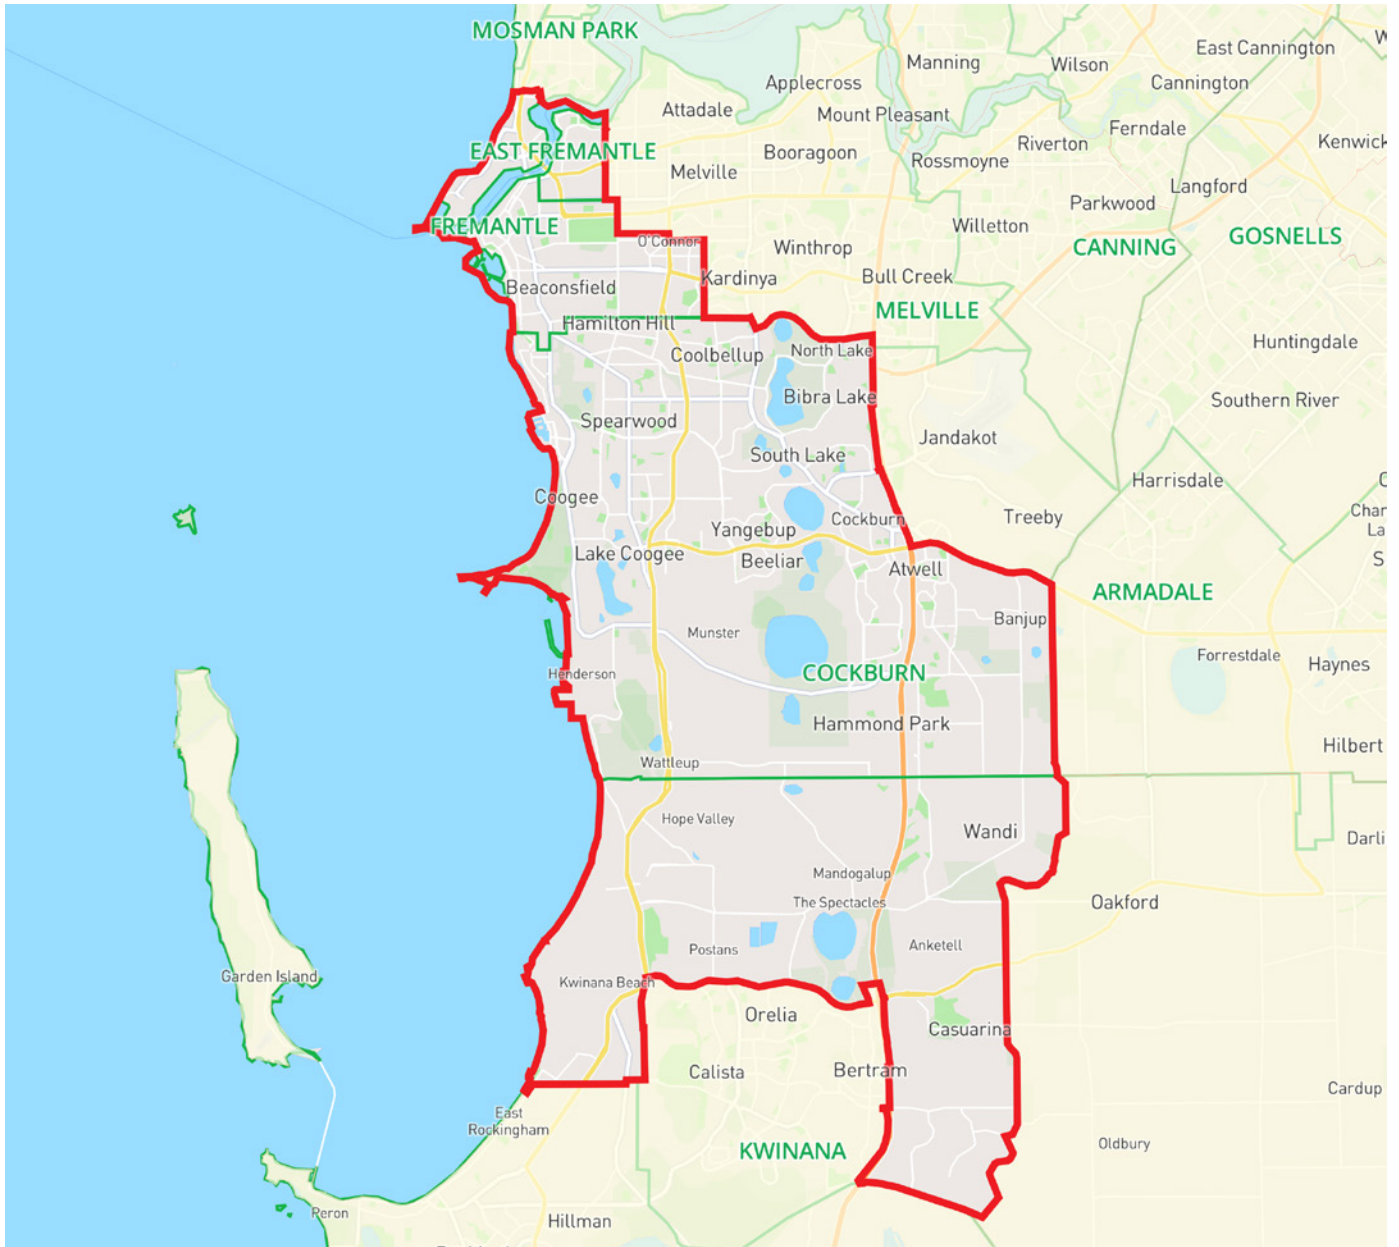 MOSMAN PARK
East Cannington
Manning
Wilson
Applecross
Cannington
Attadale
Mount Pleasant
Ferndale
Riverton
Kenwick
EAST FREMANTLE
Booragoon
Rossmoyne
Melville
Langford
Parkwood
FREMANTLE
Willetton
O'Connor
Winthrop
CANNING
GOSNELLS
Kardinya
Bull Creek
Beaconsfield
MELVILLE
Hamilton Hill
Coolbellup
North Lake
Huntingdale
Bibra Lake
Southern River
Spearwood
Jandakot
South Lake
Harrisdale
Coogee
Cockburn
Treeby
Yangebup
Lake Coogee
Beeliar
Atwell
ARMADALE
Banjup
Munster
Forrestdale
Haynes
Henderson
COCKBURN
Hammond Park
Hilbert
Wattleup
Hope Valley
Wandi
Darli
Mandogalup
The Spectacles
Oakford
Postans
Anketell
Garden Island
Kwinana Beach
Orelia
Casuarina
Calista
Bertram
Cardup
East
Rockingham
KWINANA
Oldbury
Peron
Hillman